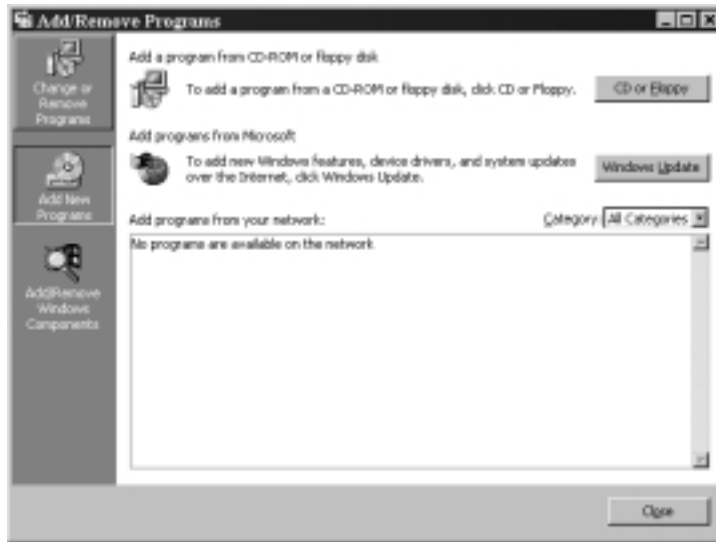 Add/Remove Programs
Change or
Remove
Programs
Add New
Programs
Add/Remove
Windows
Components
Add a program from CD-ROM or floppy disk
To add a program from a CD-ROM or floppy disk, click CD or Floppy.
CD or Floppy
Add programs from Microsoft
To add new Windows features, device drivers, and system updates
over the Internet, click Windows Update.
Windows Update
Add programs from your network:
Category: All Categories
No programs are available on the network
Close